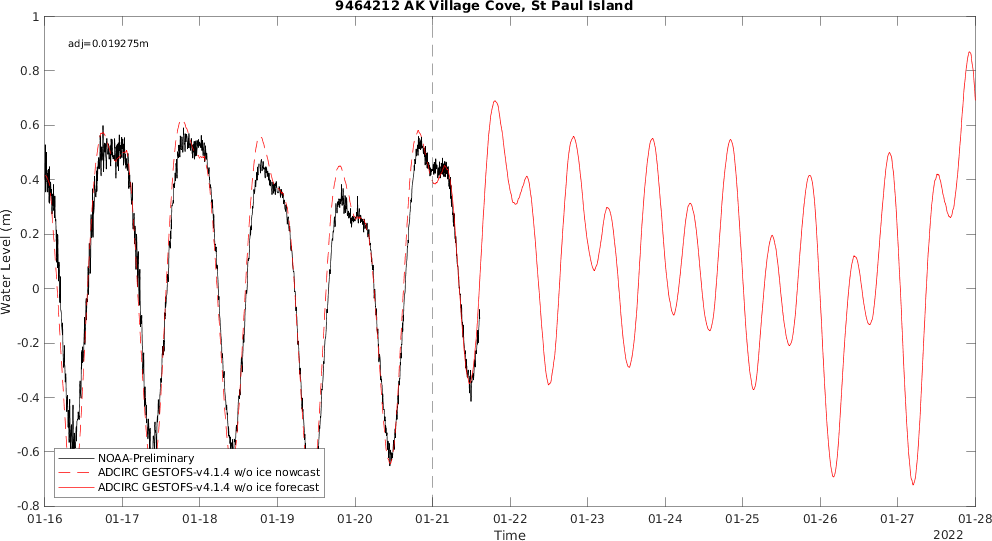 9464212 AK Village Cove, St Paul Island
adj=0.019275m
1
0.8
0.6
0.4
0.2
0
-0.2
-0.4
-0.6
-0.8
Water Level (m)
NOAA-Preliminary
ADCIRC GESTOFS-v4.1.4 w/o ice nowcast
ADCIRC GESTOFS-v4.1.4 w/o ice forecast
01-16 01-17 01-18 01-19 01-20 01-21 01-22 01-23 01-24 01-25 01-26 01-27 01-28
Time
2022